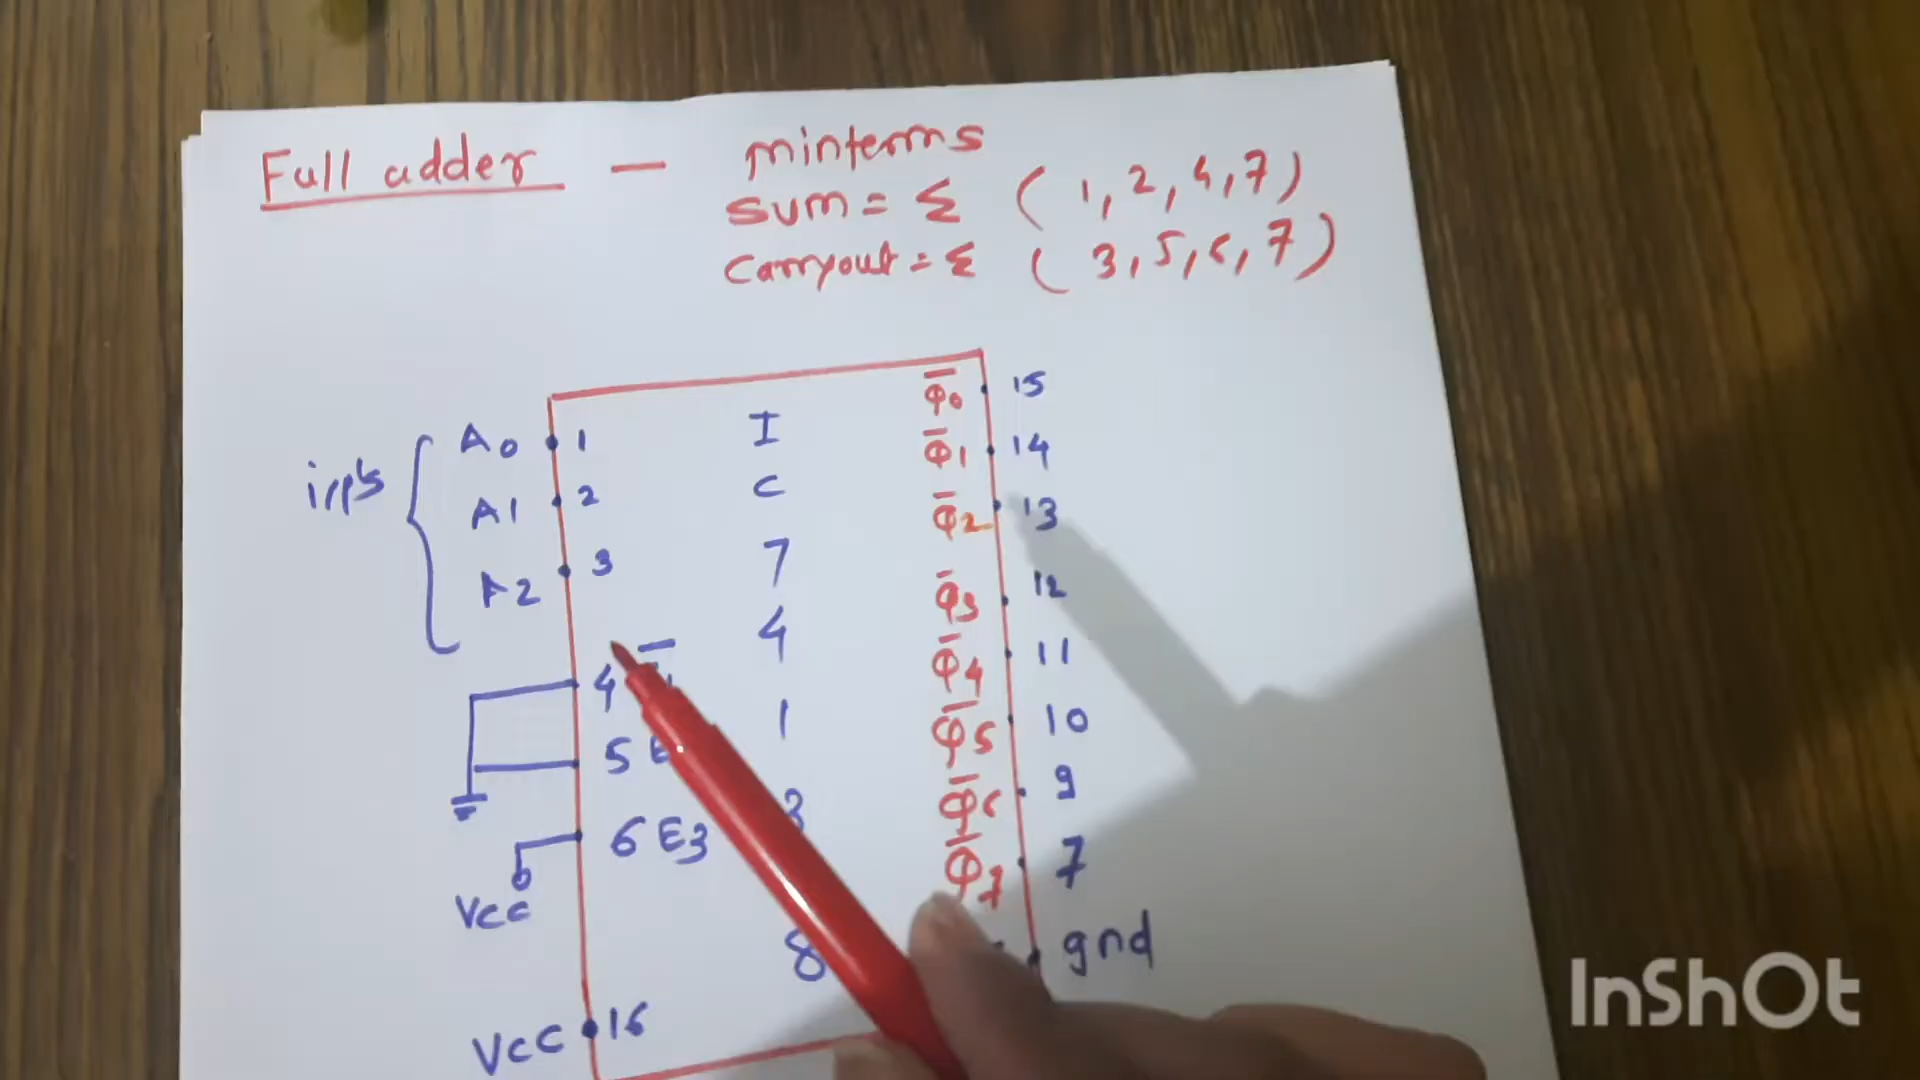 Full adder — minterms
sum = Σ (1, 2, 4, 7)
carryout = Σ (3, 5, 6, 7)
i/p's
A0 1
A1 2
A2 3
4
5 E
6 E3
Vcc
Vcc 16
I
C
7
4
1
3
8
Φ̅0 15
Φ̅1 14
Φ̅2 13
Φ̅3 12
Φ̅4 11
Φ̅5 10
Φ̅6 9
Φ̅7 7
gnd
InShOt